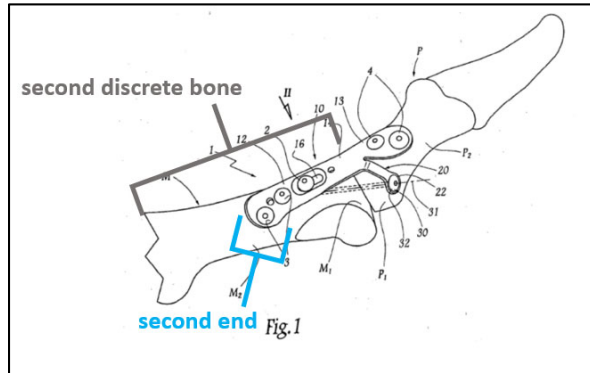 second discrete bone
II
P
4
10
13
14
2
12
1
16
M
P₂
20
22
31
30
32
3
M₁
P₁
M₂
second end
Fig.1